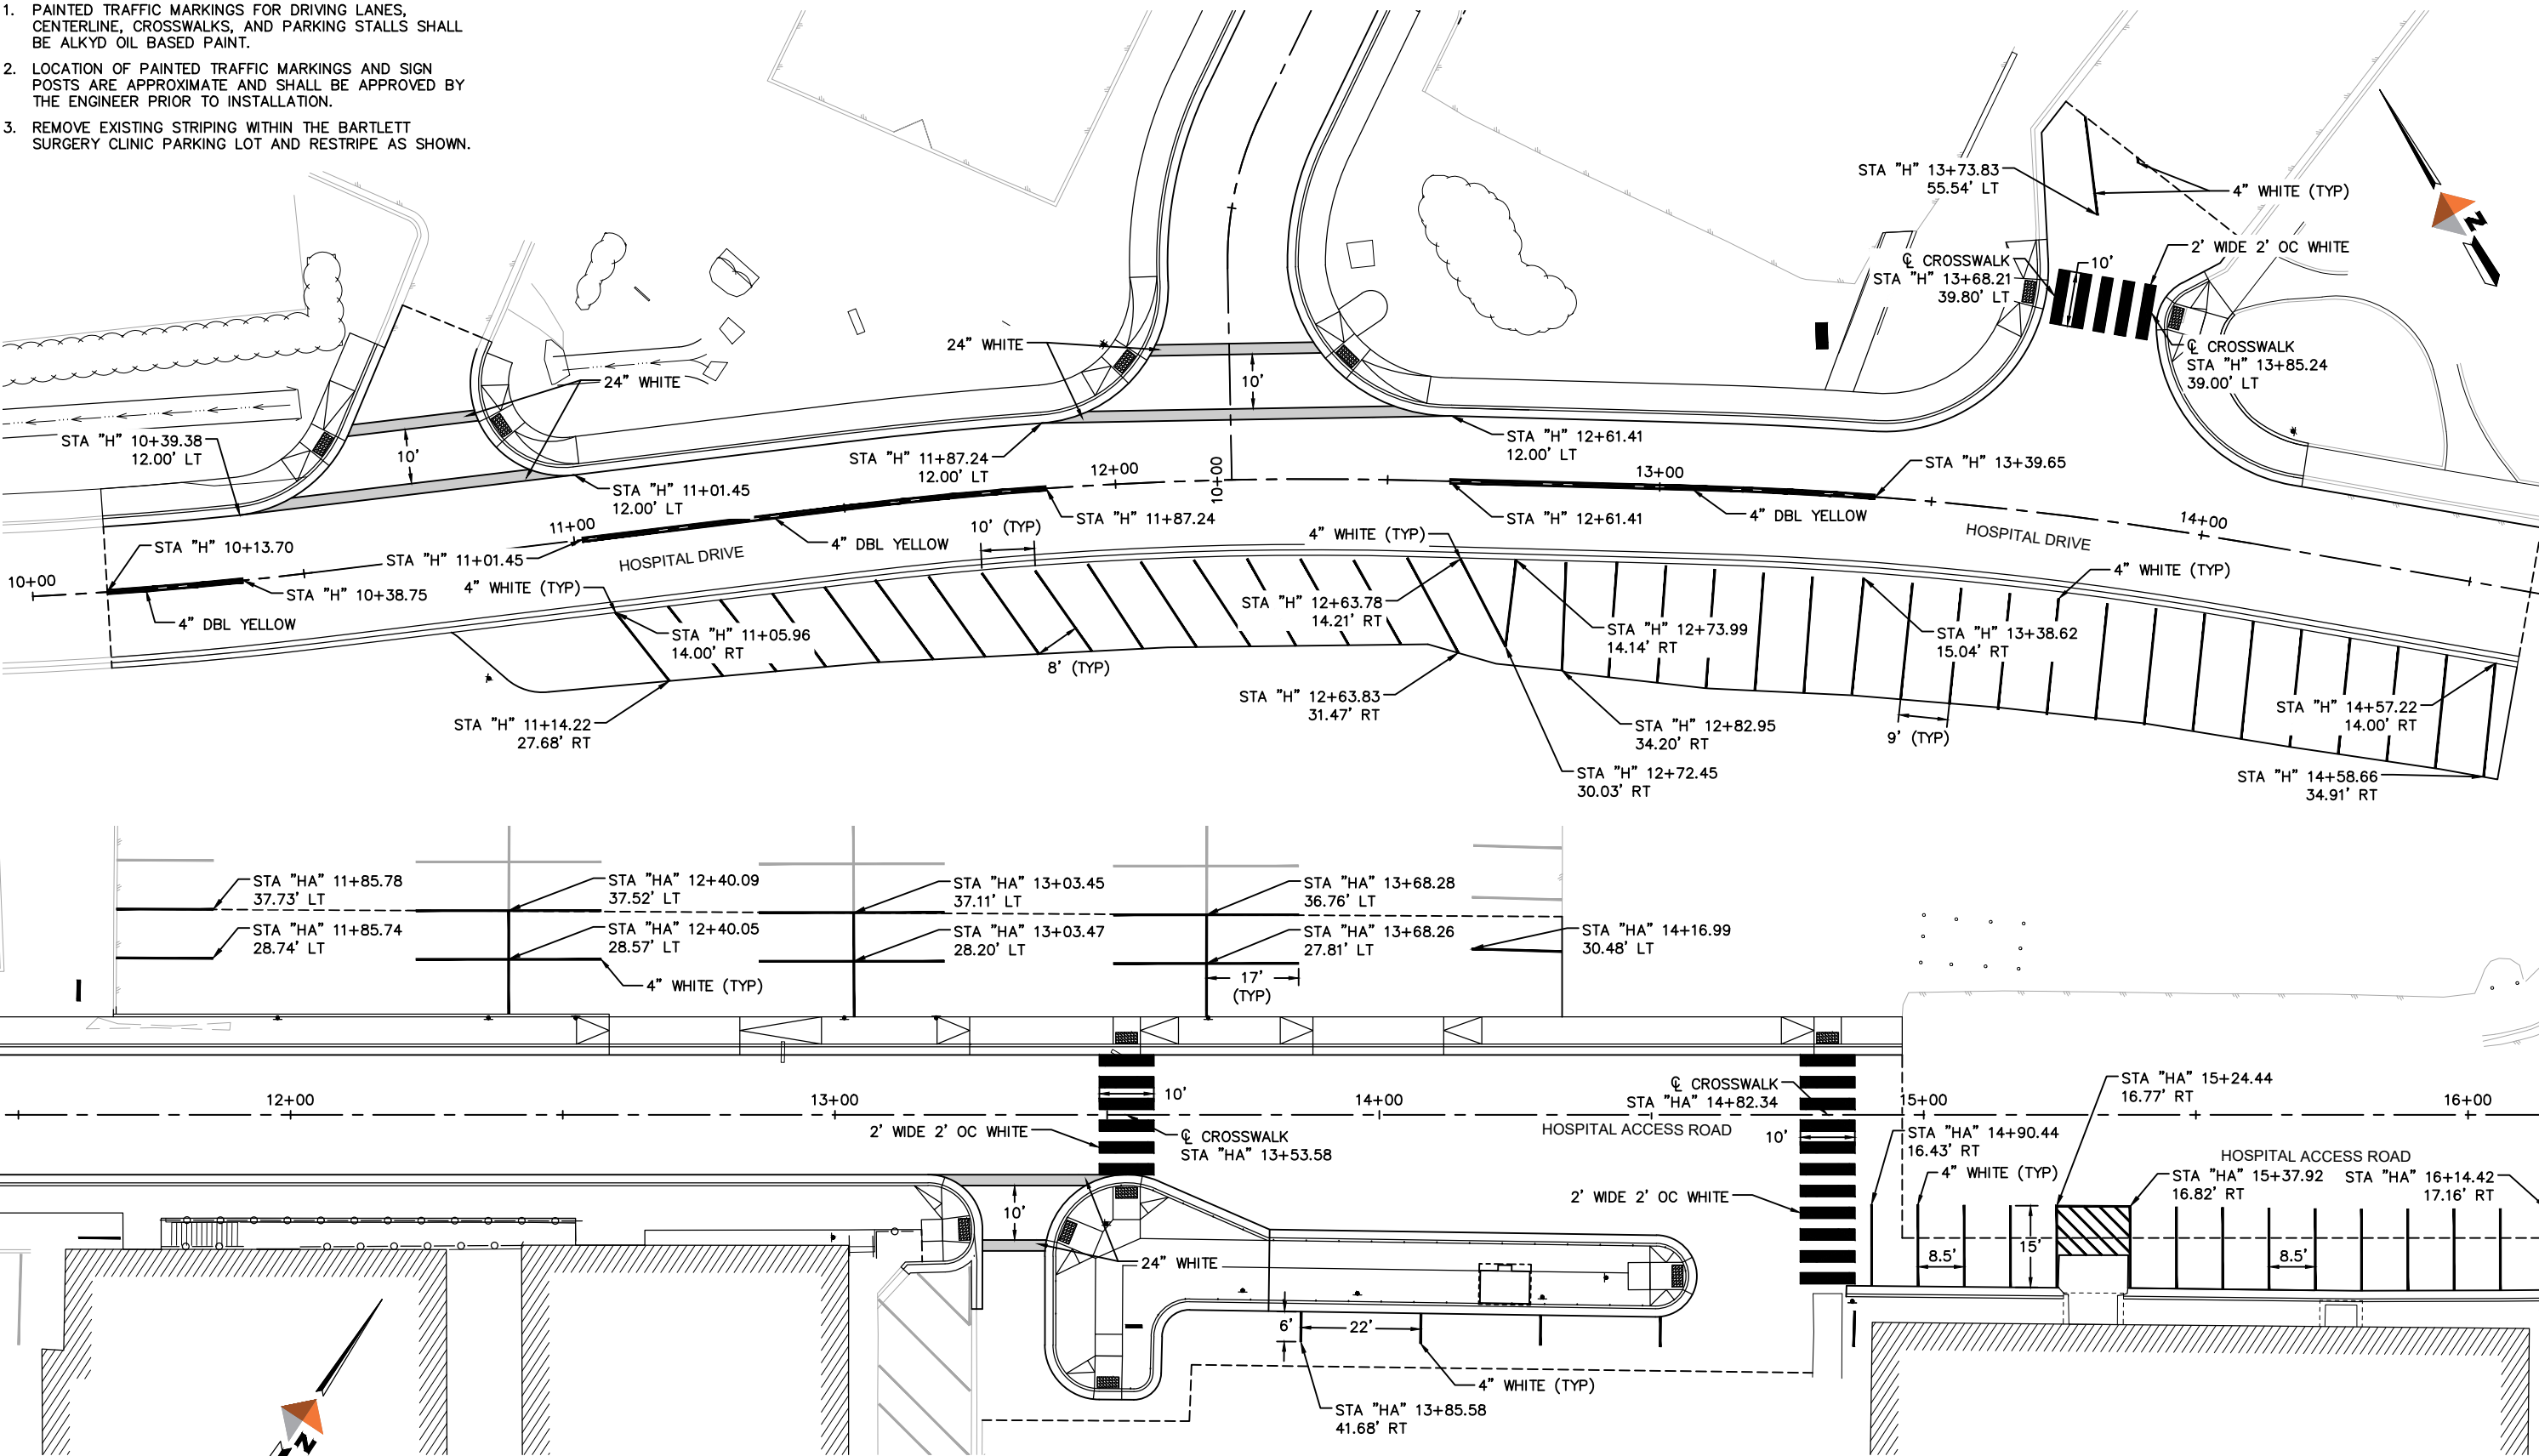 1. PAINTED TRAFFIC MARKINGS FOR DRIVING LANES,
CENTERLINE, CROSSWALKS, AND PARKING STALLS SHALL
BE ALKYD OIL BASED PAINT.
2. LOCATION OF PAINTED TRAFFIC MARKINGS AND SIGN
POSTS ARE APPROXIMATE AND SHALL BE APPROVED BY
THE ENGINEER PRIOR TO INSTALLATION.
3. REMOVE EXISTING STRIPING WITHIN THE BARTLETT
SURGERY CLINIC PARKING LOT AND RESTRIPE AS SHOWN.
STA "H" 13+73.83
55.54' LT
4" WHITE (TYP)
N
2' WIDE 2' OC WHITE
℄ CROSSWALK
STA "H" 13+68.21
39.80' LT
10'
℄ CROSSWALK
STA "H" 13+85.24
39.00' LT
24" WHITE
10'
24" WHITE
10'
STA "H" 10+39.38
12.00' LT
STA "H" 11+01.45
12.00' LT
STA "H" 11+87.24
12.00' LT
STA "H" 12+61.41
12.00' LT
10+00
11+00
12+00
10+00
13+00
14+00
STA "H" 13+39.65
STA "H" 10+13.70
STA "H" 11+01.45
STA "H" 10+38.75
4" DBL YELLOW
HOSPITAL DRIVE
4" DBL YELLOW
STA "H" 11+87.24
10' (TYP)
STA "H" 12+61.41
4" DBL YELLOW
HOSPITAL DRIVE
4" WHITE (TYP)
4" WHITE (TYP)
4" WHITE (TYP)
STA "H" 11+05.96
14.00' RT
8' (TYP)
STA "H" 12+63.78
14.21' RT
STA "H" 12+73.99
14.14' RT
STA "H" 13+38.62
15.04' RT
STA "H" 11+14.22
27.68' RT
STA "H" 12+63.83
31.47' RT
STA "H" 12+82.95
34.20' RT
STA "H" 12+72.45
30.03' RT
9' (TYP)
STA "H" 14+57.22
14.00' RT
STA "H" 14+58.66
34.91' RT
STA "HA" 11+85.78
37.73' LT
STA "HA" 12+40.09
37.52' LT
STA "HA" 13+03.45
37.11' LT
STA "HA" 13+68.28
36.76' LT
STA "HA" 11+85.74
28.74' LT
STA "HA" 12+40.05
28.57' LT
STA "HA" 13+03.47
28.20' LT
STA "HA" 13+68.26
27.81' LT
STA "HA" 14+16.99
30.48' LT
4" WHITE (TYP)
17'
(TYP)
12+00
13+00
14+00
15+00
16+00
10'
2' WIDE 2' OC WHITE
℄ CROSSWALK
STA "HA" 13+53.58
℄ CROSSWALK
STA "HA" 14+82.34
HOSPITAL ACCESS ROAD
10'
2' WIDE 2' OC WHITE
STA "HA" 15+24.44
16.77' RT
STA "HA" 14+90.44
16.43' RT
4" WHITE (TYP)
HOSPITAL ACCESS ROAD
STA "HA" 15+37.92
16.82' RT
STA "HA" 16+14.42
17.16' RT
8.5'
15'
8.5'
10'
24" WHITE
6'
22'
4" WHITE (TYP)
STA "HA" 13+85.58
41.68' RT
N